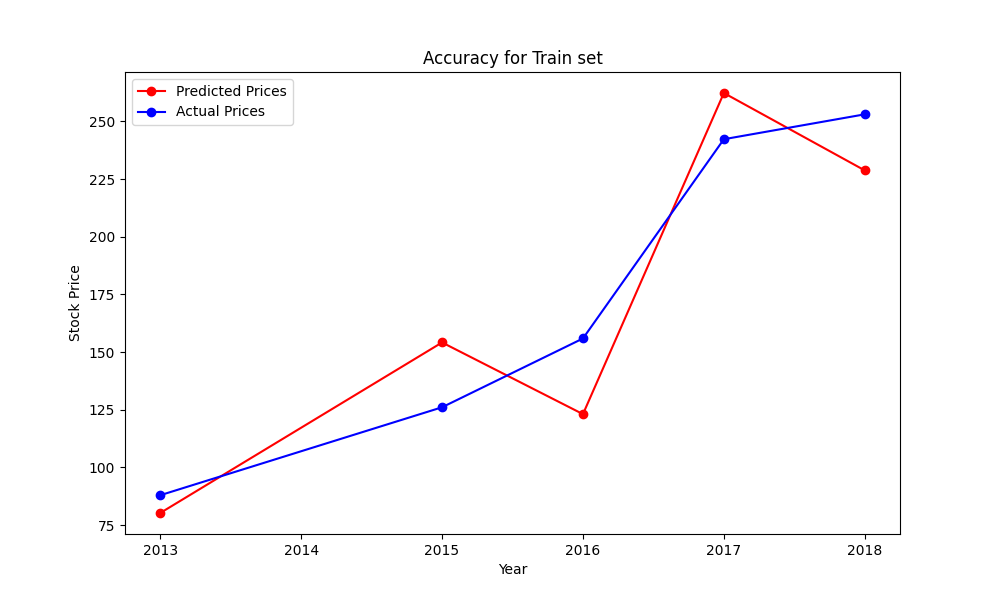 Accuracy for Train set
Predicted Prices
Actual Prices
Stock Price
250
225
200
175
150
125
100
75
2013 2014 2015 2016 2017 2018
Year